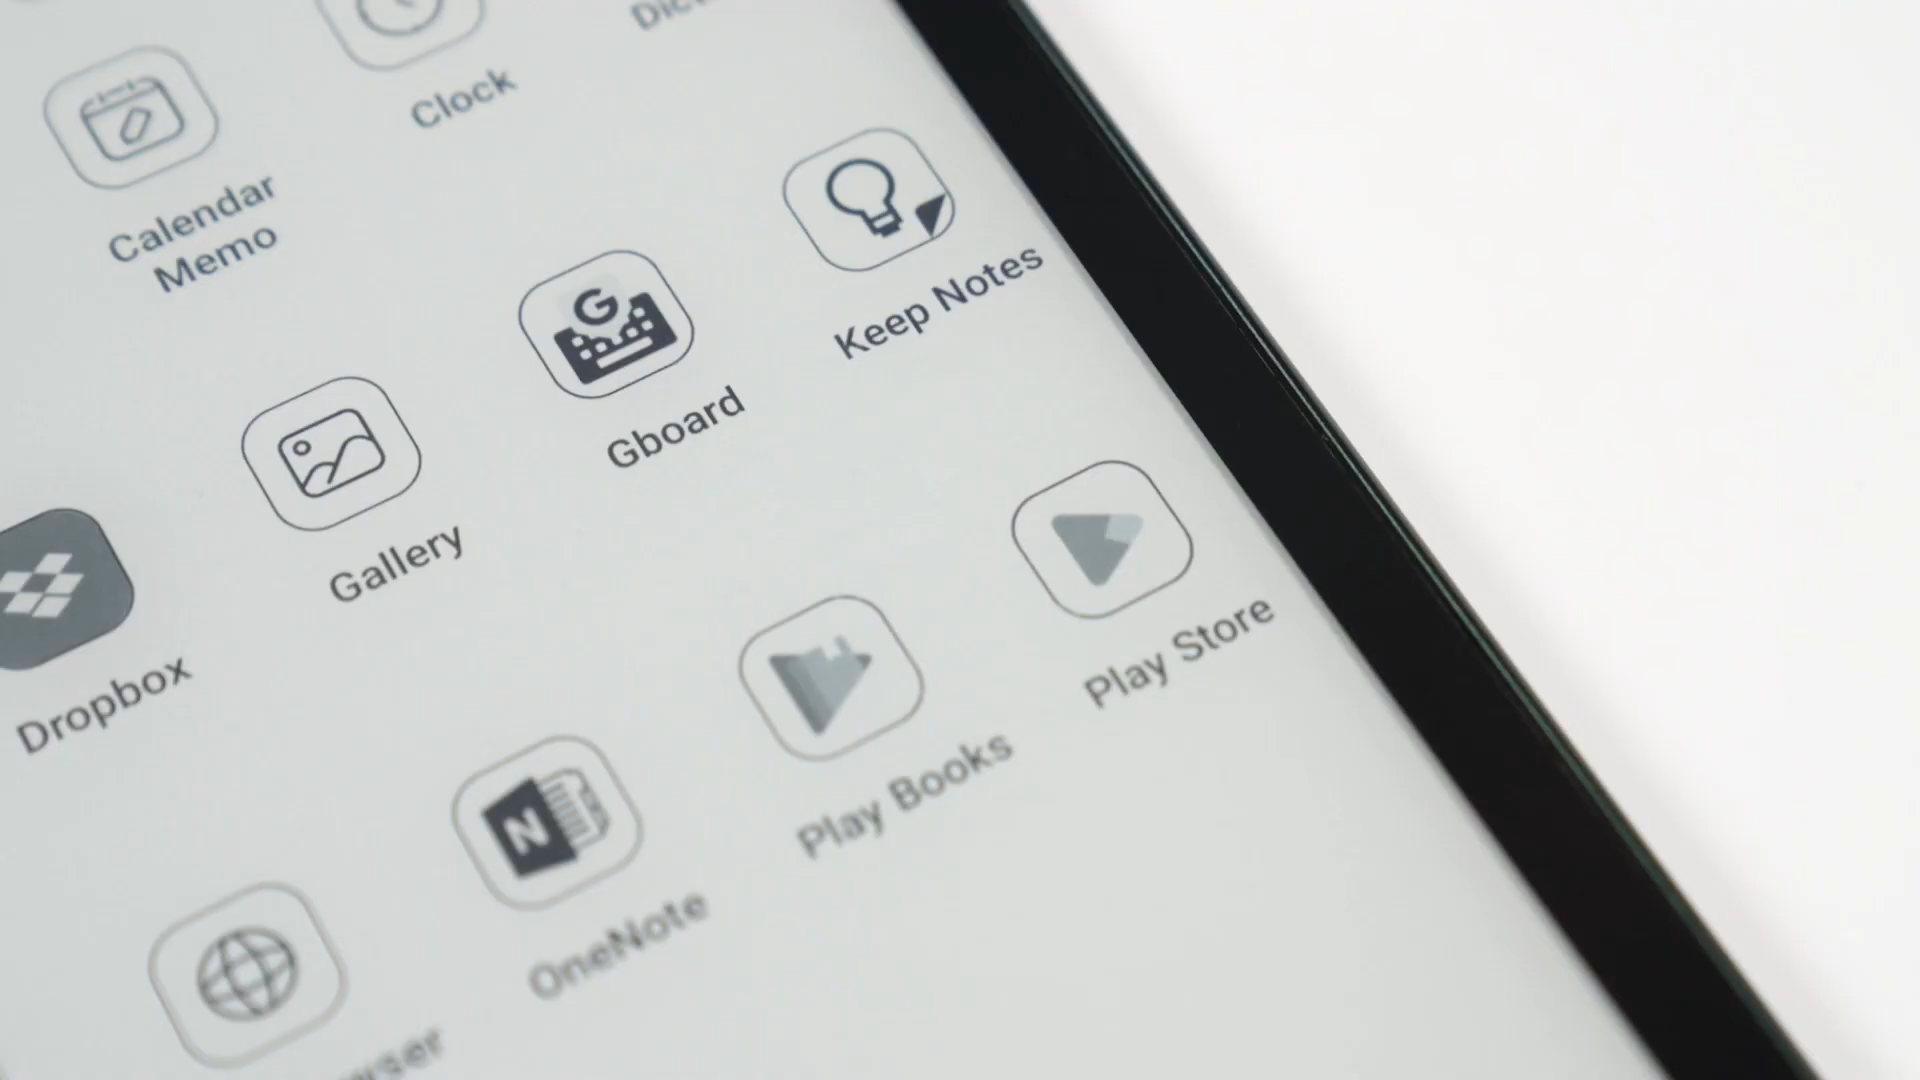 Calendar
Memo
Clock
Dropbox
Gallery
G
Gboard
Keep Notes
N
OneNote
Play Books
Play Store